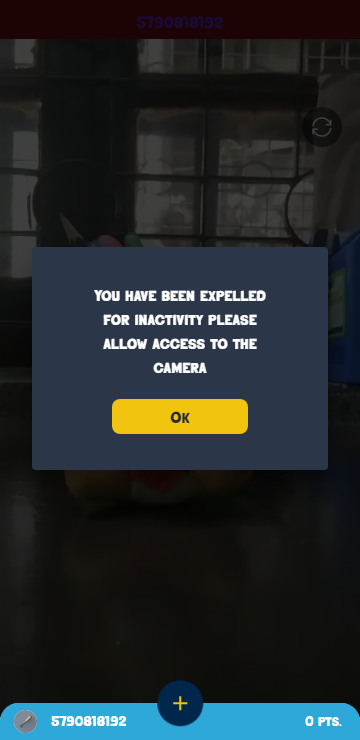 5790818192
YOU HAVE BEEN EXPELLED
FOR INACTIVITY PLEASE
ALLOW ACCESS TO THE
CAMERA
OK
5790818192
0 PTS.